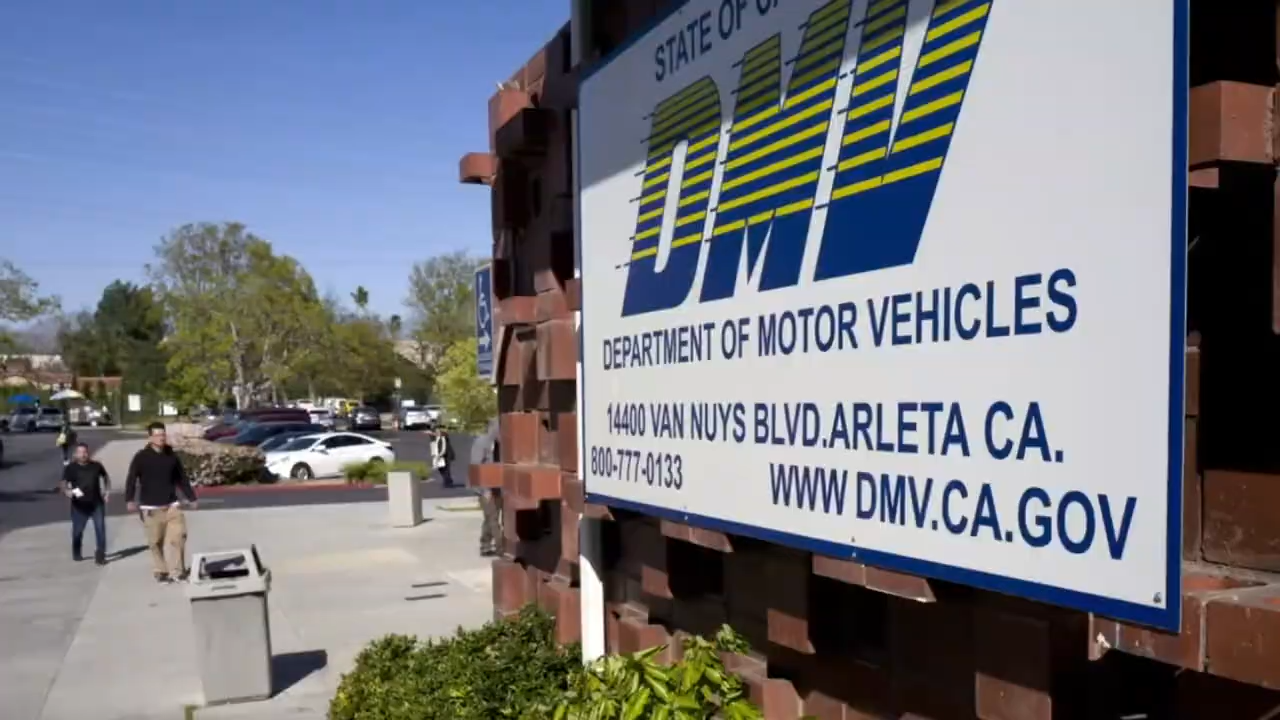 STATE OF
DMV
DEPARTMENT OF MOTOR VEHICLES
14400 VAN NUYS BLVD.ARLETA CA.
800-777-0133
WWW DMV.CA.GOV